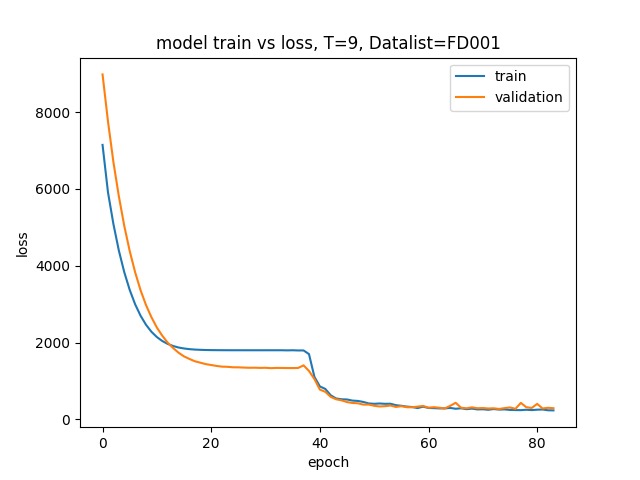 model train vs loss, T=9, Datalist=FD001
train
validation
8000
6000
4000
2000
0
loss
0
20
40
60
80
epoch